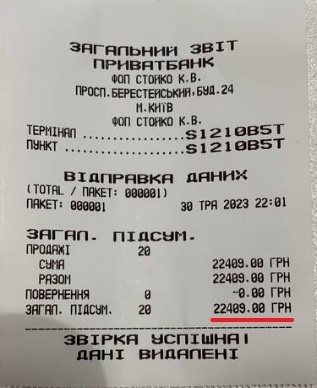 ЗАГАЛЬНИЙ ЗВІТ
ПРИВАТБАНК
ФОП СТОЙКО К.В.
ПРОСП.БЕРЕСТЕЙСЬКИЙ,БУД.24
М.КИЇВ
ФОП СТОЙКО К.В.
ТЕРМІНАЛ ...............S1210B5T
ПУНКТ ..................S1210B5T
ВІДПРАВКА ДАНИХ
(TOTAL / ПАКЕТ: 000001)
ПАКЕТ: 000001 30 ТРА 2023 22:01
ЗАГАЛ. ПІДСУМ.
ПРОДАЖІ 20
СУМА 22409.00 ГРН
РАЗОМ 22409.00 ГРН
ПОВЕРНЕННЯ 0 -0.00 ГРН
ЗАГАЛ. ПІДСУМ. 20 22409.00 ГРН
ЗВІРКА УСПІШНА!
ДАНІ ВИДАЛЕНІ